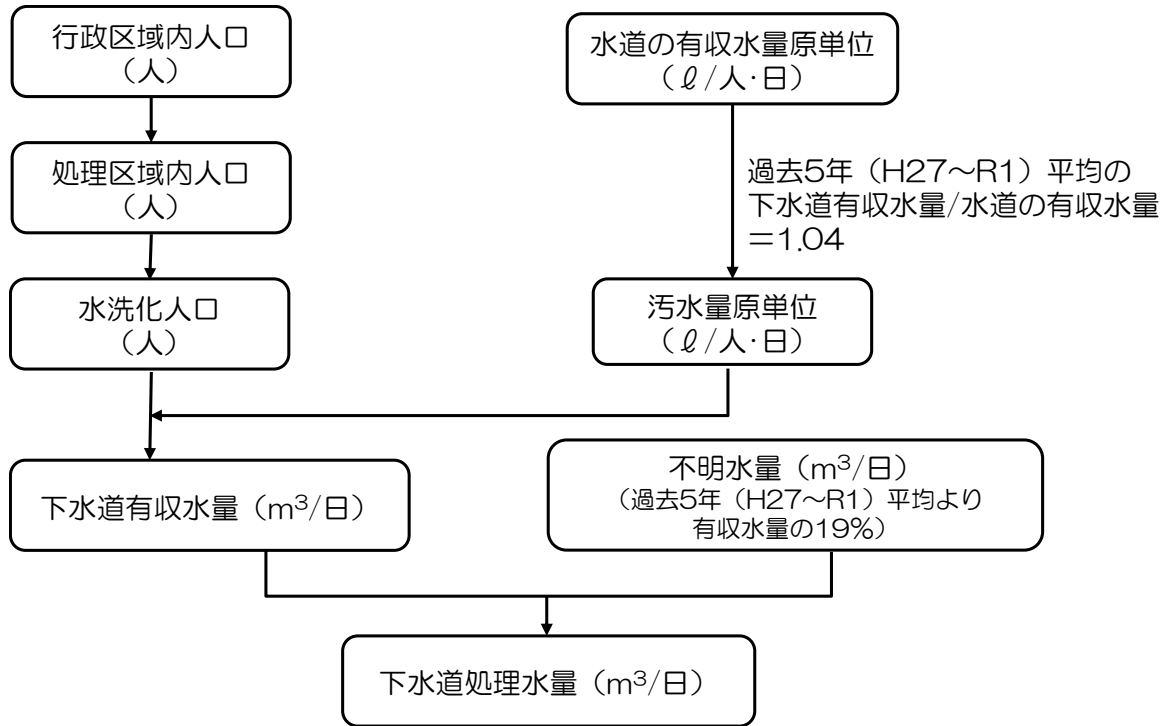 行政区域内人口
（人）
水道の有収水量原単位
（ℓ/人・日）
処理区域内人口
（人）
過去5年（H27～R1）平均の
下水道有収水量/水道の有収水量
＝1.04
水洗化人口
（人）
汚水量原単位
（ℓ/人・日）
下水道有収水量（m³/日）
不明水量（m³/日）
（過去5年（H27～R1）平均より
有収水量の19%）
下水道処理水量（m³/日）